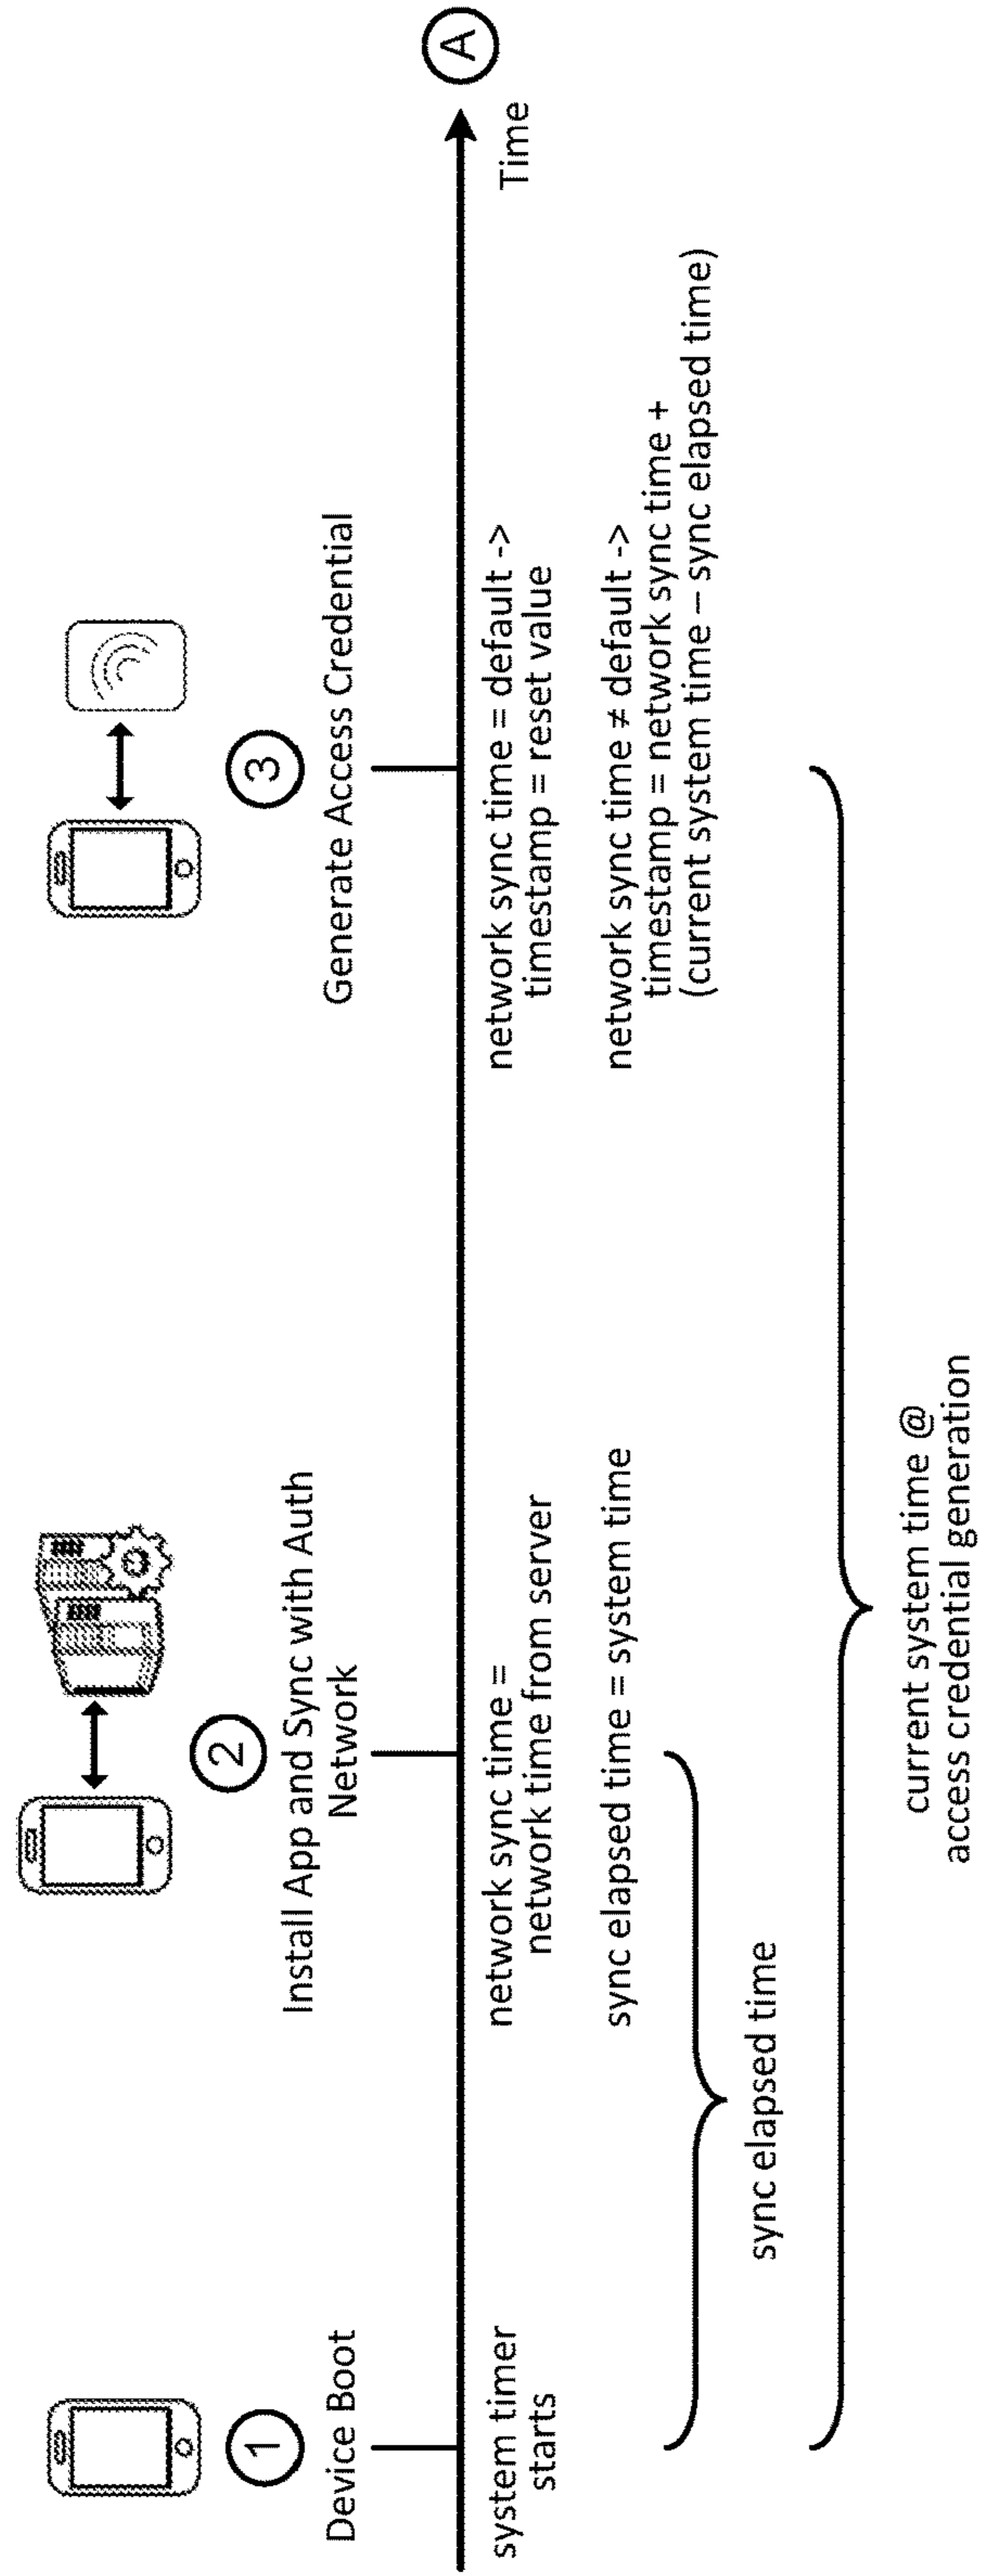 1
Device Boot
system timer
starts
2
Install App and Sync with Auth
Network
network sync time =
network time from server
sync elapsed time = system time
sync elapsed time
3
Generate Access Credential
network sync time = default ->
timestamp = reset value
network sync time ≠ default ->
timestamp = network sync time +
(current system time – sync elapsed time)
current system time @
access credential generation
Time
A